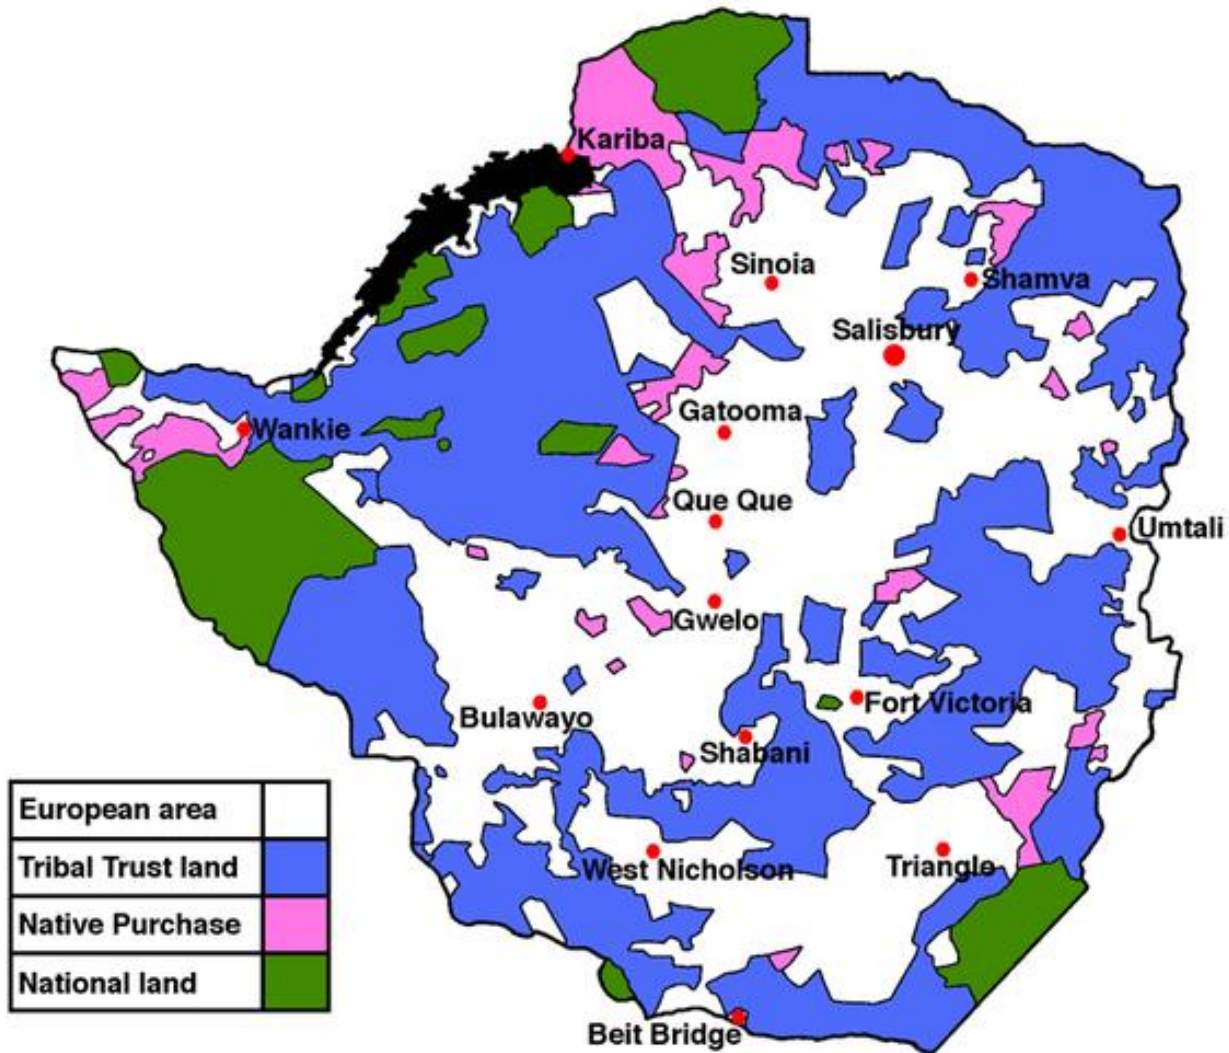 Kariba
Sinoia
Shamva
Salisbury
Gatooma
Wankie
Que Que
Umtali
Gwelo
Fort Victoria
Bulawayo
Shabani
European area
Tribal Trust land
West Nicholson
Triangle
Native Purchase
National land
Beit Bridge